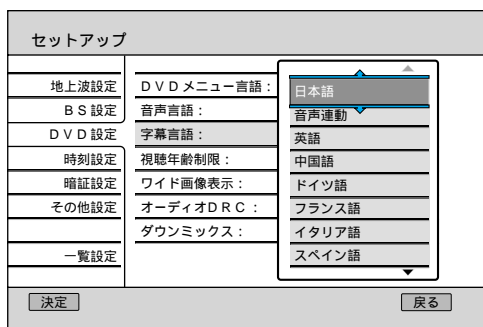 セットアップ
地上波設定
BS設定
DVD設定
時刻設定
暗証設定
その他設定
一覧設定
DVDメニュー言語：
音声言語：
字幕言語：
視聴年齢制限：
ワイド画像表示：
オーディオDRC：
ダウンミックス：
日本語
音声連動
英語
中国語
ドイツ語
フランス語
イタリア語
スペイン語
決定
戻る